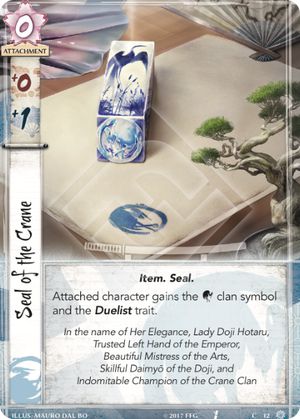 0
ATTACHMENT
+0
+1
Seal of the Crane
Item. Seal.
Attached character gains the clan symbol
and the Duelist trait.
In the name of Her Elegance, Lady Doji Hotaru,
Trusted Left Hand of the Emperor,
Beautiful Mistress of the Arts,
Skillful Daimyō of the Doji, and
Indomitable Champion of the Crane Clan
ILLUS-MAURO DAL BO
©2017 FFG
C 12